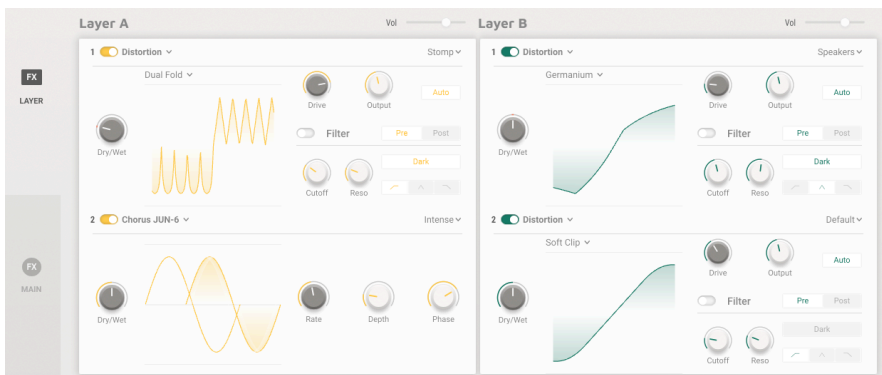 Layer A
Vol
Layer B
Vol
FX
LAYER
FX
MAIN
1 Distortion
Stomp
Dual Fold
Drive
Output
Auto
Dry/Wet
Filter
Pre
Post
Cutoff
Reso
Dark
2 Chorus JUN-6
Intense
Dry/Wet
Rate
Depth
Phase
1 Distortion
Speakers
Germanium
Drive
Output
Auto
Dry/Wet
Filter
Pre
Post
Cutoff
Reso
Dark
2 Distortion
Default
Soft Clip
Drive
Output
Auto
Dry/Wet
Filter
Pre
Post
Cutoff
Reso
Dark